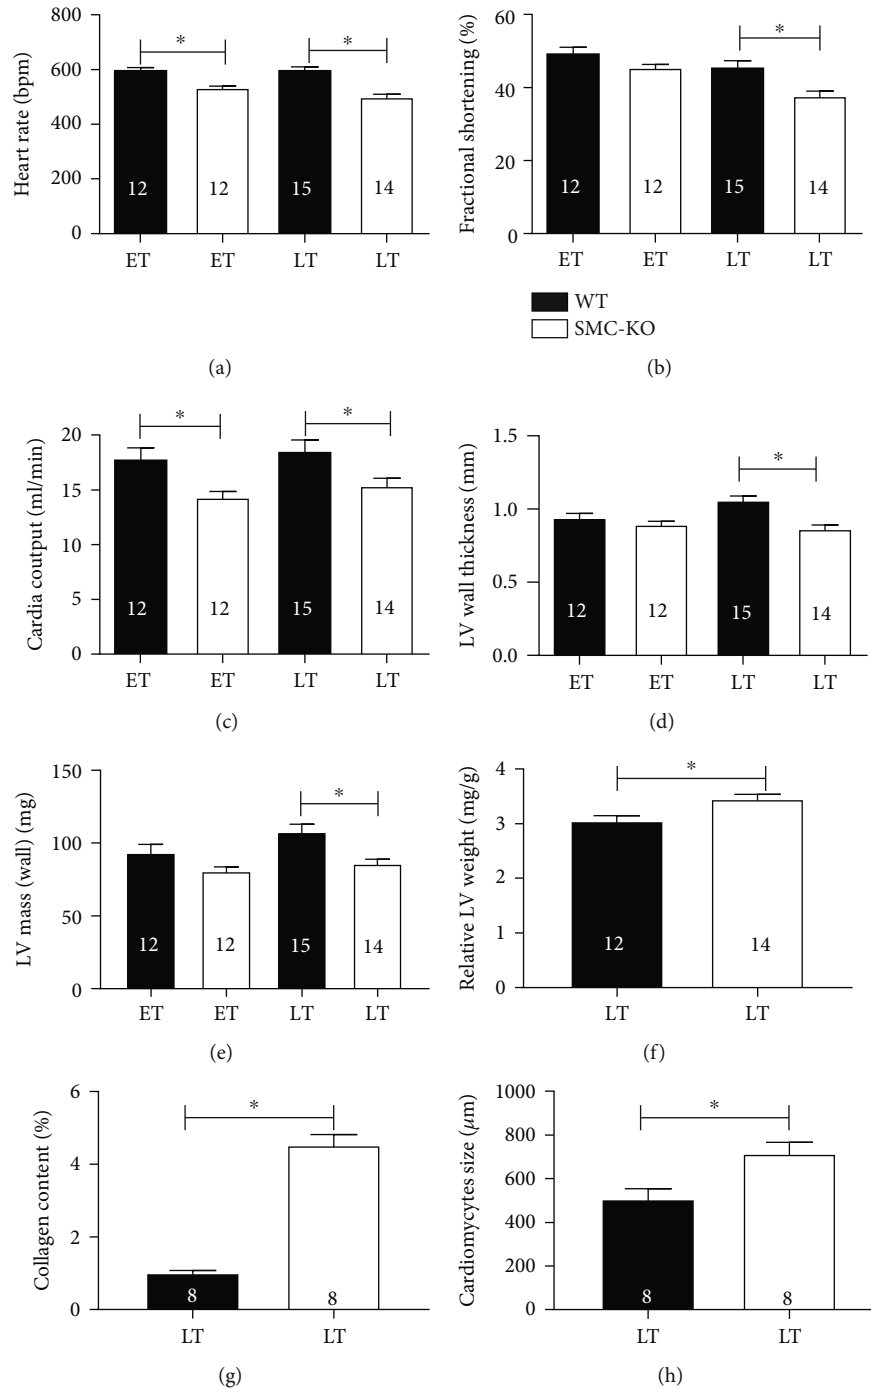 Heart rate (bpm)
800
600
400
200
0
*
*
12
12
15
14
ET
ET
LT
LT
(a)
Fractional shortening (%)
60
40
20
0
*
12
12
15
14
ET
ET
LT
LT
WT
SMC-KO
(b)
Cardia coutput (ml/min)
20
15
10
5
0
*
*
12
12
15
14
ET
ET
LT
LT
(c)
LV wall thickness (mm)
1.5
1.0
0.5
0.0
*
12
12
15
14
ET
ET
LT
LT
(d)
LV mass (wall) (mg)
150
100
50
0
*
12
12
15
14
ET
ET
LT
LT
(e)
Relative LV weight (mg/g)
4
3
2
1
0
*
12
14
LT
LT
(f)
Collagen content (%)
6
4
2
0
*
8
8
LT
LT
(g)
Cardiomycytes size (μm)
1000
800
600
400
200
0
*
8
8
LT
LT
(h)